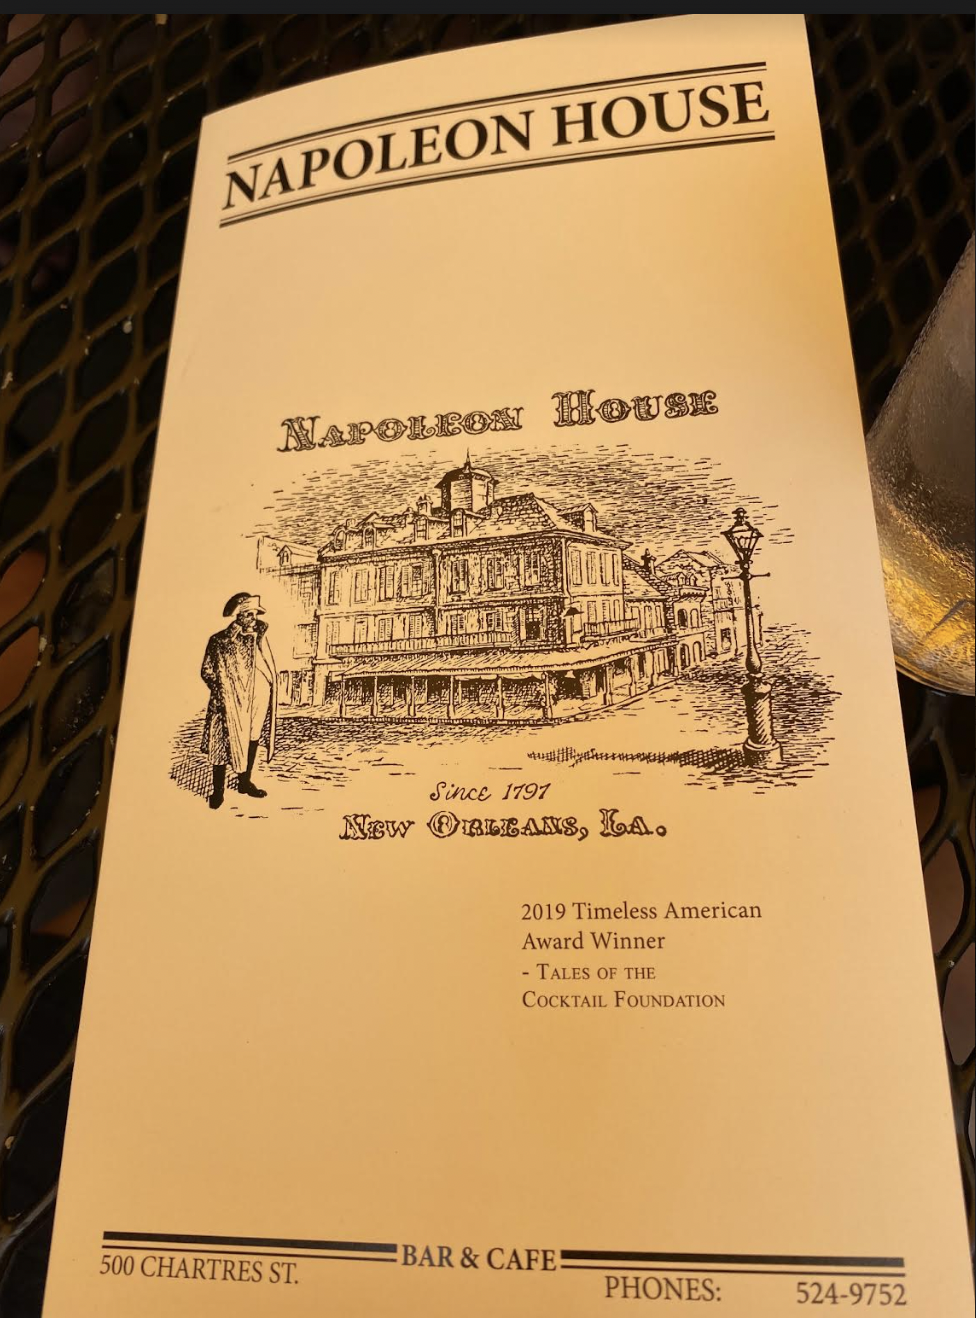 NAPOLEON HOUSE
NAPOLEON HOUSE
Since 1797
NEW ORLEANS, LA.
2019 Timeless American
Award Winner
- TALES OF THE
COCKTAIL FOUNDATION
BAR & CAFE
500 CHARTRES ST.
PHONES: 524-9752